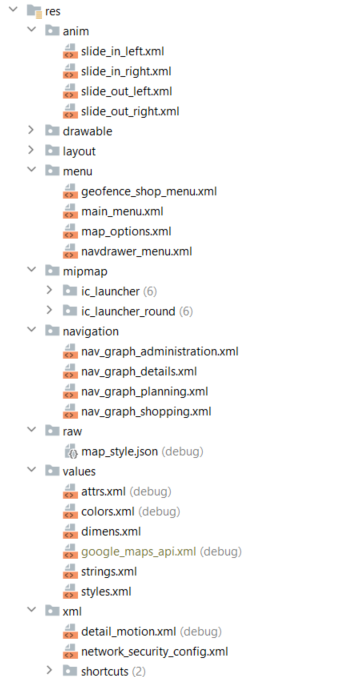 res
anim
slide_in_left.xml
slide_in_right.xml
slide_out_left.xml
slide_out_right.xml
drawable
layout
menu
geofence_shop_menu.xml
main_menu.xml
map_options.xml
navdrawer_menu.xml
mipmap
ic_launcher (6)
ic_launcher_round (6)
navigation
nav_graph_administration.xml
nav_graph_details.xml
nav_graph_planning.xml
nav_graph_shopping.xml
raw
map_style.json (debug)
values
attrs.xml (debug)
colors.xml (debug)
dimens.xml
google_maps_api.xml (debug)
strings.xml
styles.xml
xml
detail_motion.xml (debug)
network_security_config.xml
shortcuts (2)